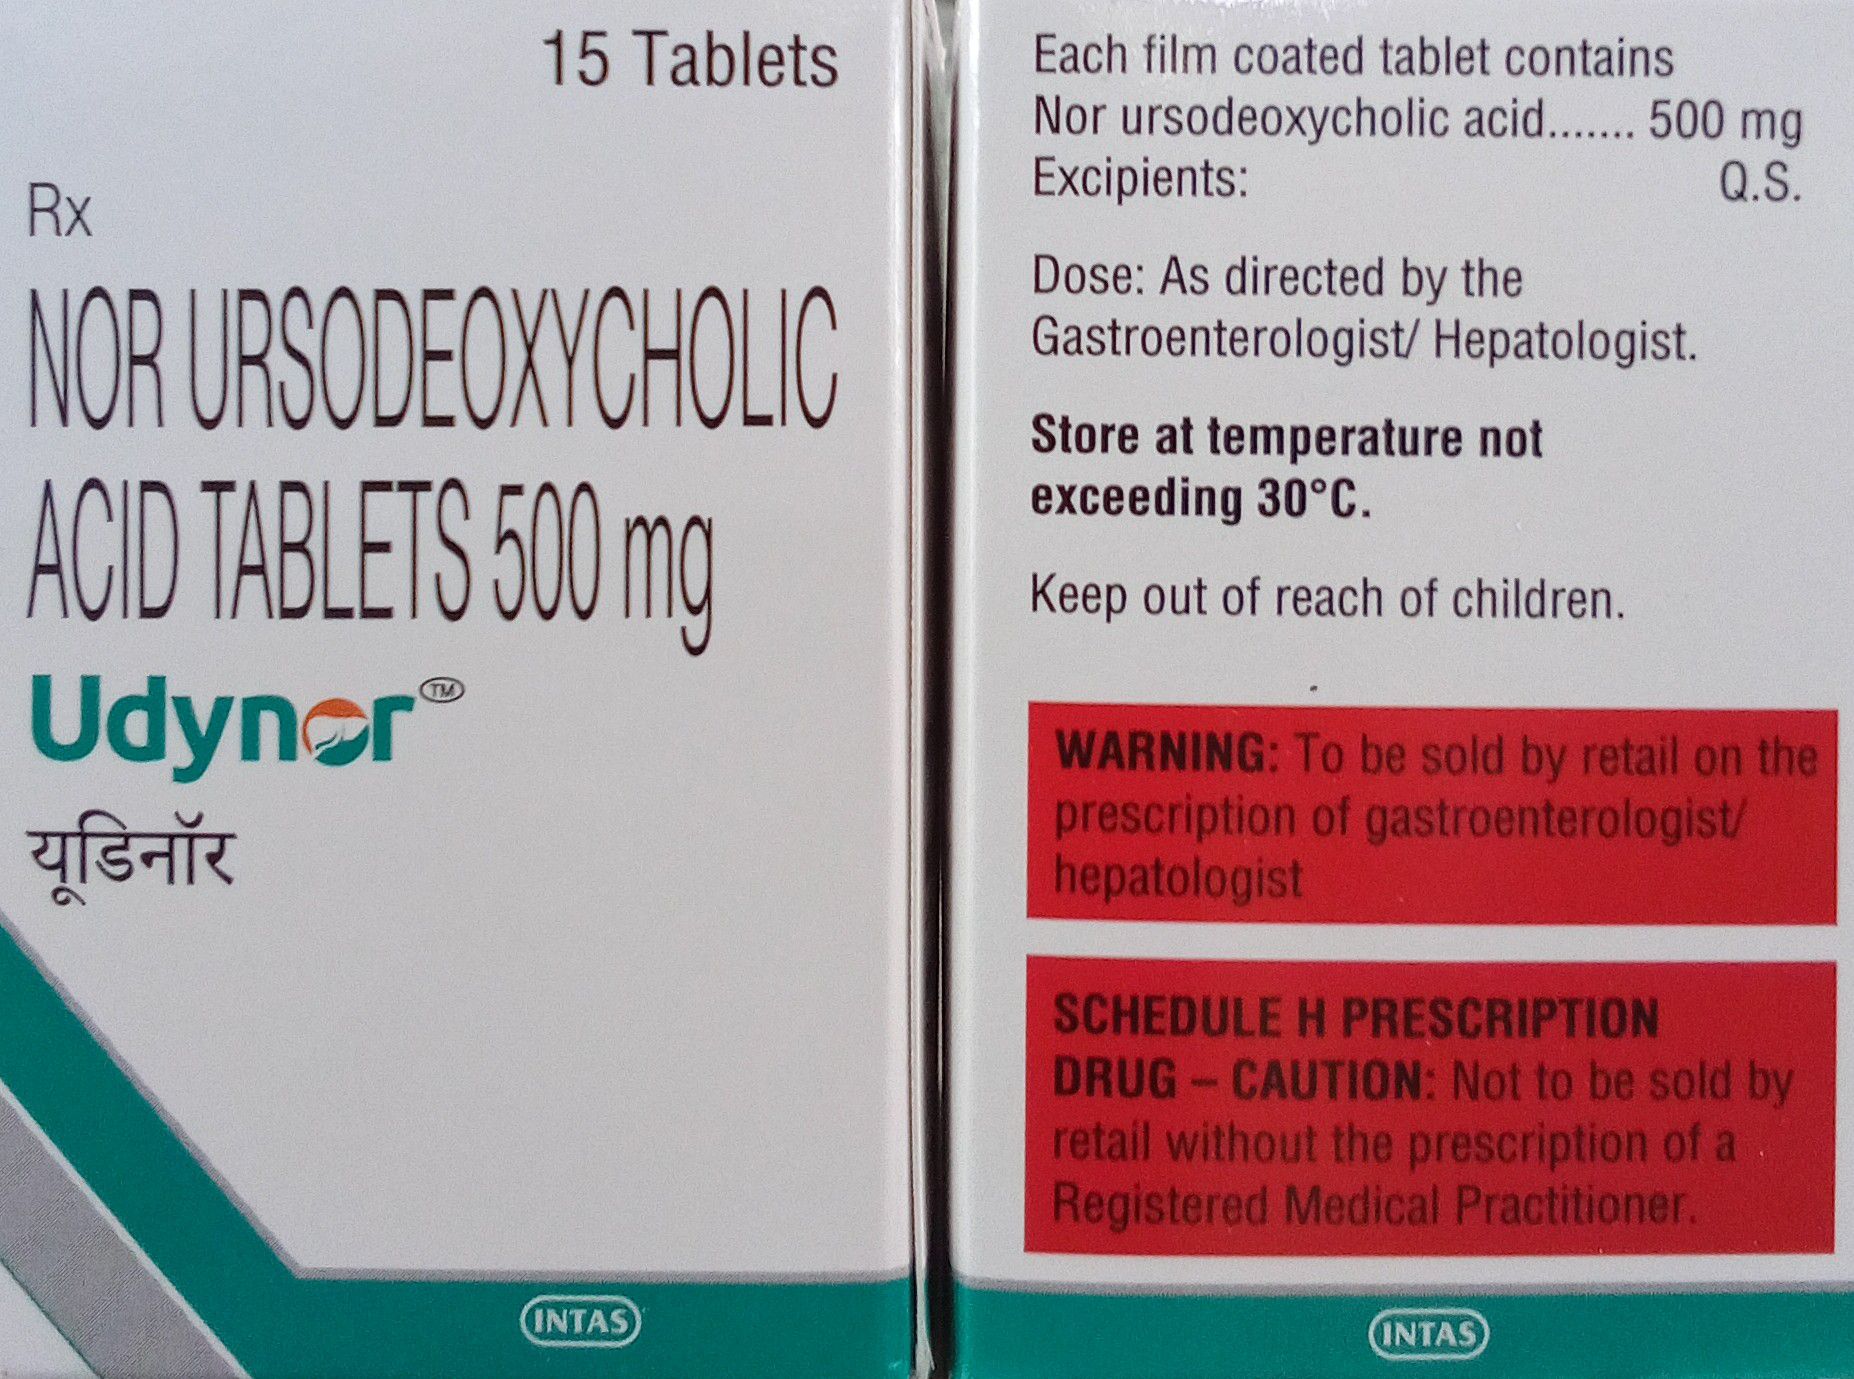 15 Tablets
Rx
NOR URSODEOXYCHOLIC
ACID TABLETS 500 mg
Udynor™
यूडिनॉर
INTAS
Each film coated tablet contains
Nor ursodeoxycholic acid....... 500 mg
Excipients: Q.S.
Dose: As directed by the
Gastroenterologist/ Hepatologist.
Store at temperature not
exceeding 30°C.
Keep out of reach of children.
WARNING: To be sold by retail on the
prescription of gastroenterologist/
hepatologist
SCHEDULE H PRESCRIPTION
DRUG – CAUTION: Not to be sold by
retail without the prescription of a
Registered Medical Practitioner.
INTAS